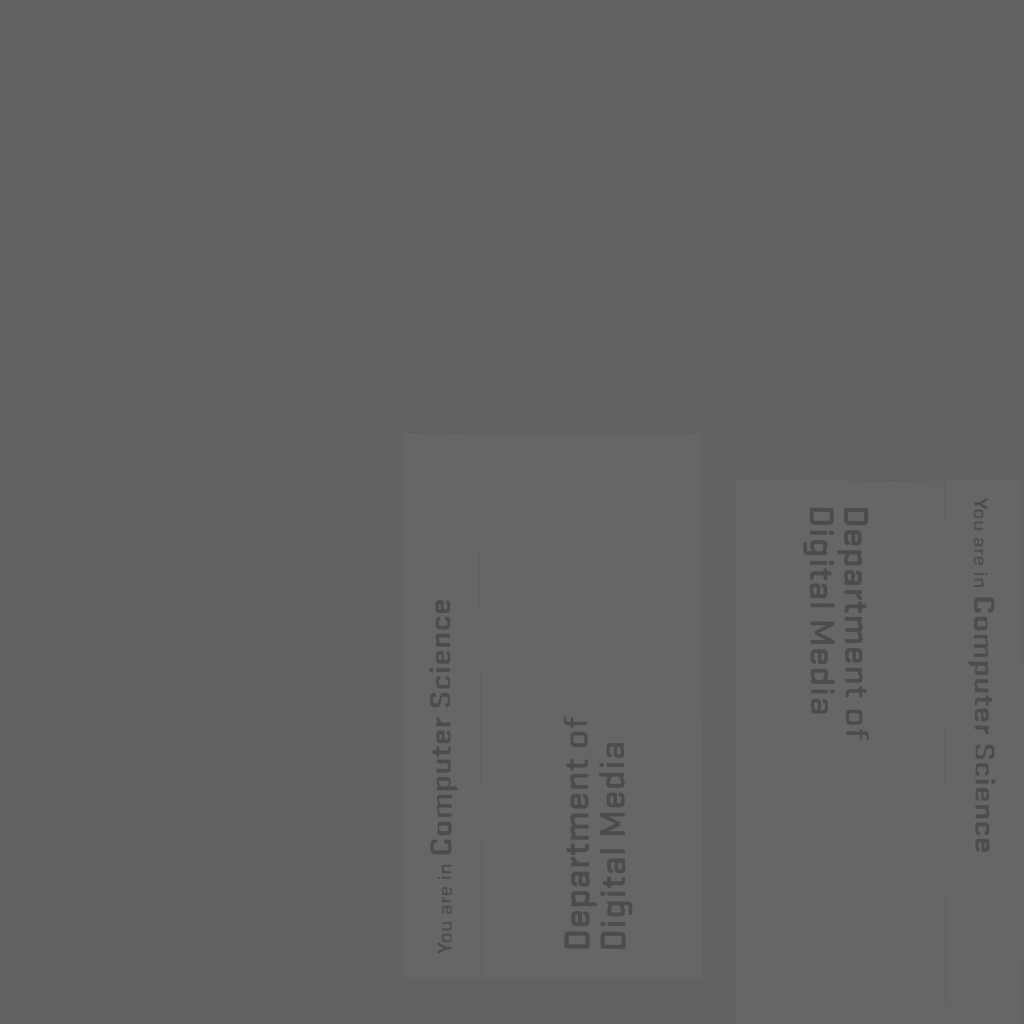 You are in Computer Science
Department of
Digital Media
You are in Computer Science
Department of
Digital Media